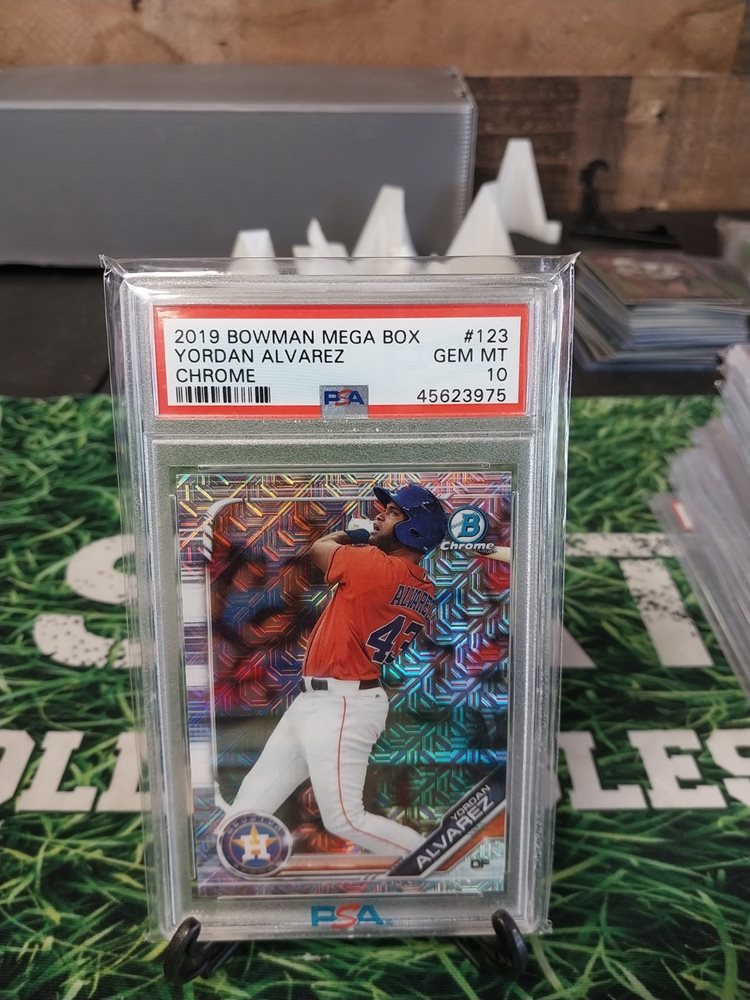 2019 BOWMAN MEGA BOX #123
YORDAN ALVAREZ GEM MT
CHROME 10
PSA 45623975
B
Chrome
ALVAREZ
YORDAN
ALVAREZ
OF
H
PSA